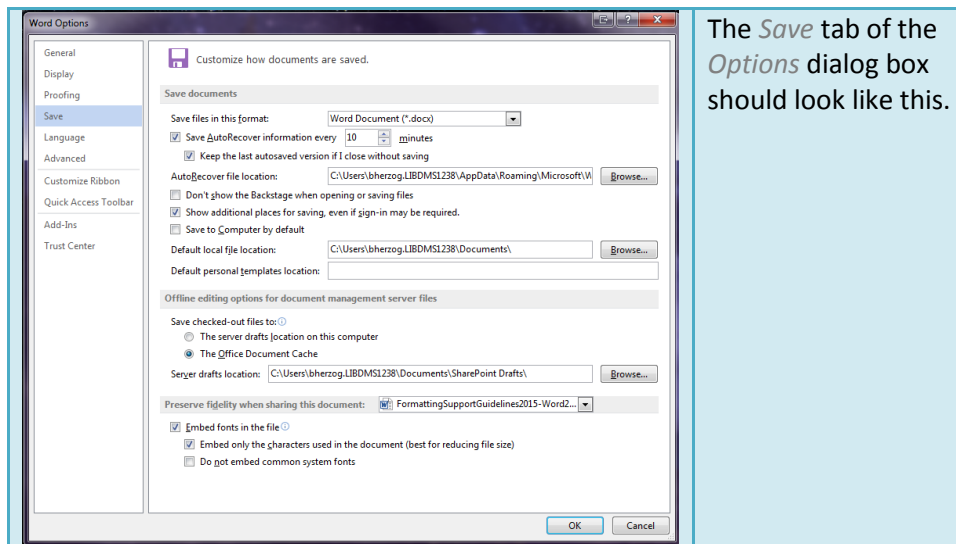 Word Options
General
Display
Proofing
Save
Language
Advanced
Customize Ribbon
Quick Access Toolbar
Add-Ins
Trust Center
Customize how documents are saved.
Save documents
Save files in this format: Word Document (*.docx)
Save AutoRecover information every 10 minutes
Keep the last autosaved version if I close without saving
AutoRecover file location: C:\Users\bherzog.LIBDMS1238\AppData\Roaming\Microsoft\W Browse...
Don't show the Backstage when opening or saving files
Show additional places for saving, even if sign-in may be required.
Save to Computer by default
Default local file location: C:\Users\bherzog.LIBDMS1238\Documents\ Browse...
Default personal templates location:
Offline editing options for document management server files
Save checked-out files to:
The server drafts location on this computer
The Office Document Cache
Server drafts location: C:\Users\bherzog.LIBDMS1238\Documents\SharePoint Drafts\ Browse...
Preserve fidelity when sharing this document: FormattingSupportGuidelines2015-Word2...
Embed fonts in the file
Embed only the characters used in the document (best for reducing file size)
Do not embed common system fonts
OK Cancel
The Save tab of the
Options dialog box
should look like this.